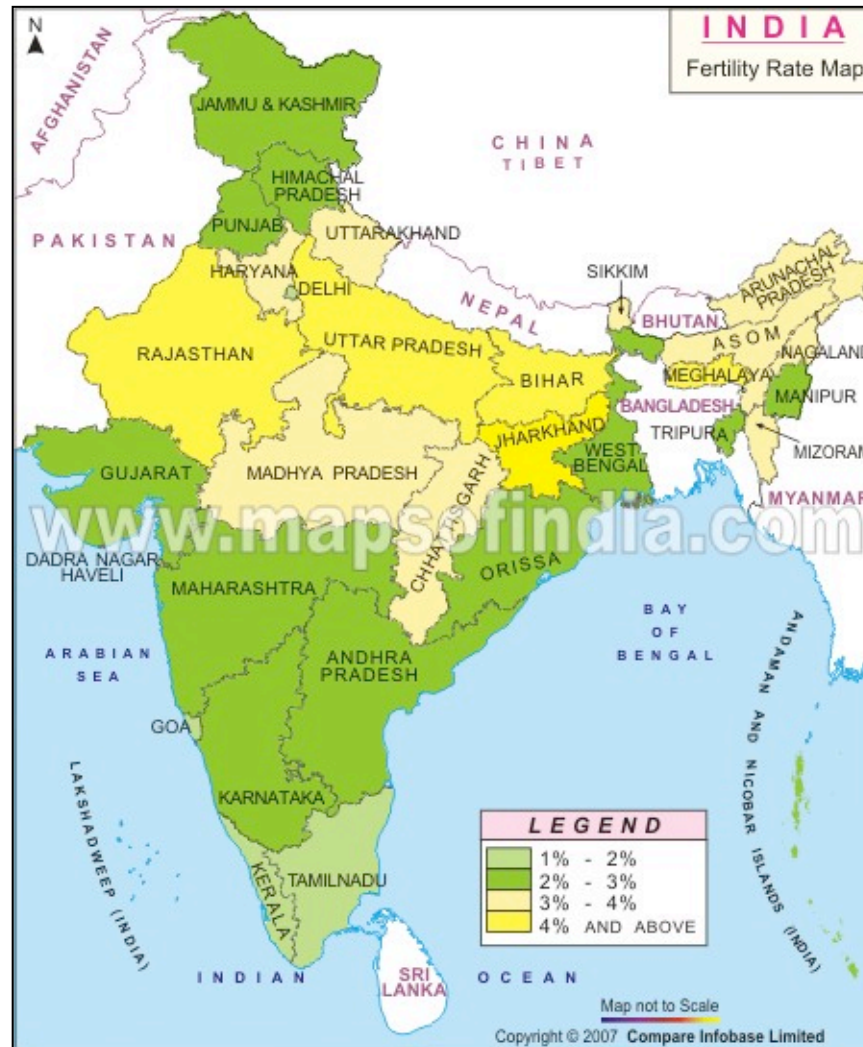 N
INDIA
Fertility Rate Map
AFGHANISTAN
JAMMU & KASHMIR
CHINA
TIBET
HIMACHAL
PRADESH
PUNJAB
PAKISTAN
UTTARAKHAND
HARYANA
DELHI
SIKKIM
ARUNACHAL
PRADESH
NEPAL
BHUTAN
RAJASTHAN
UTTAR PRADESH
ASOM
NAGALAND
BIHAR
MEGHALAYA
MANIPUR
BANGLADESH
JHARKHAND
TRIPURA
WEST
BENGAL
MIZORAM
GUJARAT
MADHYA PRADESH
CHHATTISGARH
MYANMAR
www.mapsofindia.com
DADRA NAGAR
HAVELI
ORISSA
MAHARASHTRA
BAY
OF
BENGAL
ARABIAN
SEA
ANDHRA
PRADESH
ANDAMAN AND NICOBAR ISLANDS (INDIA)
GOA
KARNATAKA
LAKSHADWEEP (INDIA)
KERALA
TAMILNADU
LEGEND
1% - 2%
2% - 3%
3% - 4%
4% AND ABOVE
INDIAN OCEAN
SRI
LANKA
Map not to Scale
Copyright © 2007 Compare Infobase Limited